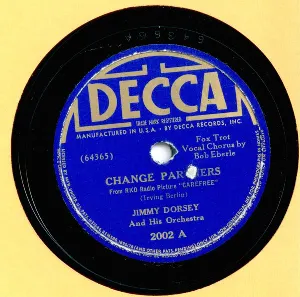 DECCA
MANUFACTURED IN U.S.A. - BY DECCA RECORDS, INC.
Fox Trot
(64365)
Vocal Chorus by
Bob Eberle
CHANGE PARTNERS
From RKO Radio Picture "CAREFREE"
(Irving Berlin)
JIMMY DORSEY
And His Orchestra
2002 A